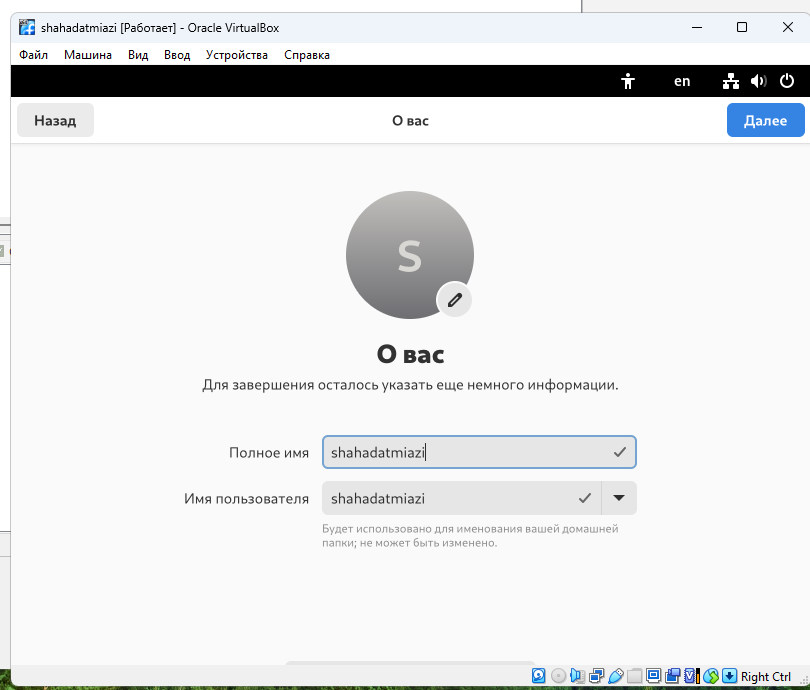 shahadatmiazi [Работает] - Oracle VirtualBox
Файл Машина Вид Ввод Устройства Справка
en
Назад О вас Далее
S
О вас
Для завершения осталось указать еще немного информации.
Полное имя shahadatmiazi
Имя пользователя shahadatmiazi
Будет использовано для именования вашей домашней
папки; не может быть изменено.
Right Ctrl